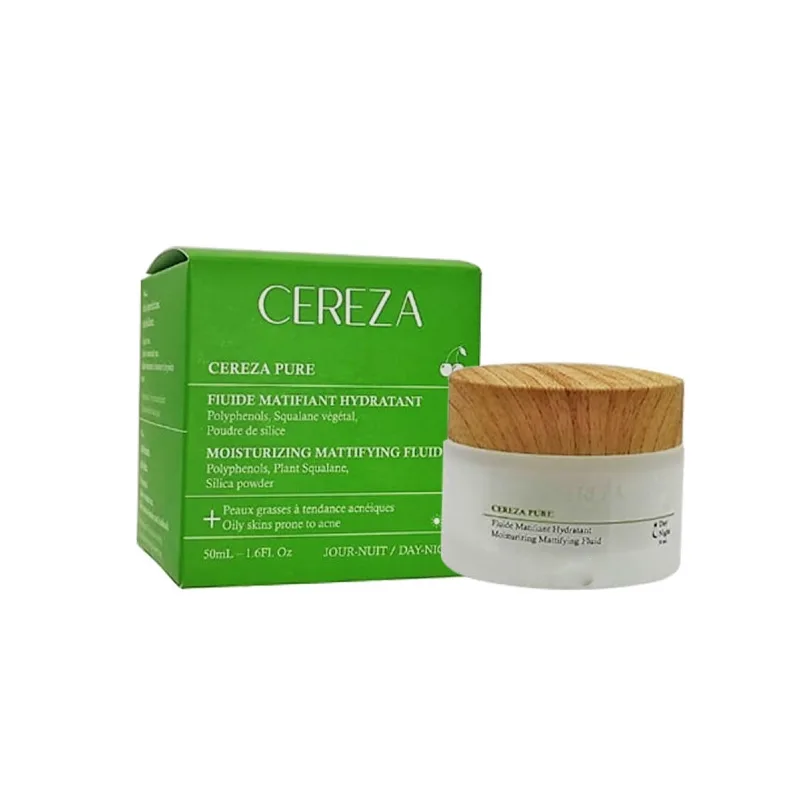 CEREZA
CEREZA PURE
FlUIDE MATIFIANT HYDRATANT
Polyphenols, Squalane végétal,
Poudre de silice
MOISTURIZING MATTIFYING FLUID
Polyphenols, Plant Squalane,
Silica powder
+ Peaux grasses à tendance acnéiques
Oily skins prone to acne
50mL – 1.6Fl. Oz JOUR-NUIT / DAY-NIG
CEREZA PURE
Fluide Matifiant Hydratant
Moisturizing Mattifying Fluid
Day
Night